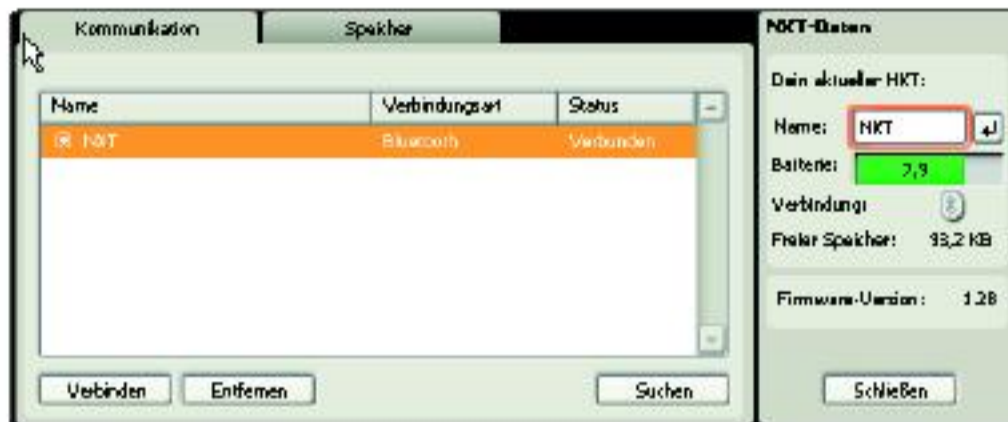 Kommunikation
Speicher
Name Verbindungsart Status
NXT Bluetooth Verbunden
Verbinden Entfernen Suchen
NXT-Daten
Dein aktueller NXT:
Name: NXT
Batterie: 7,9
Verbindung:
Freier Speicher: 93,2 KB
Firmware-Version: 1.28
Schließen